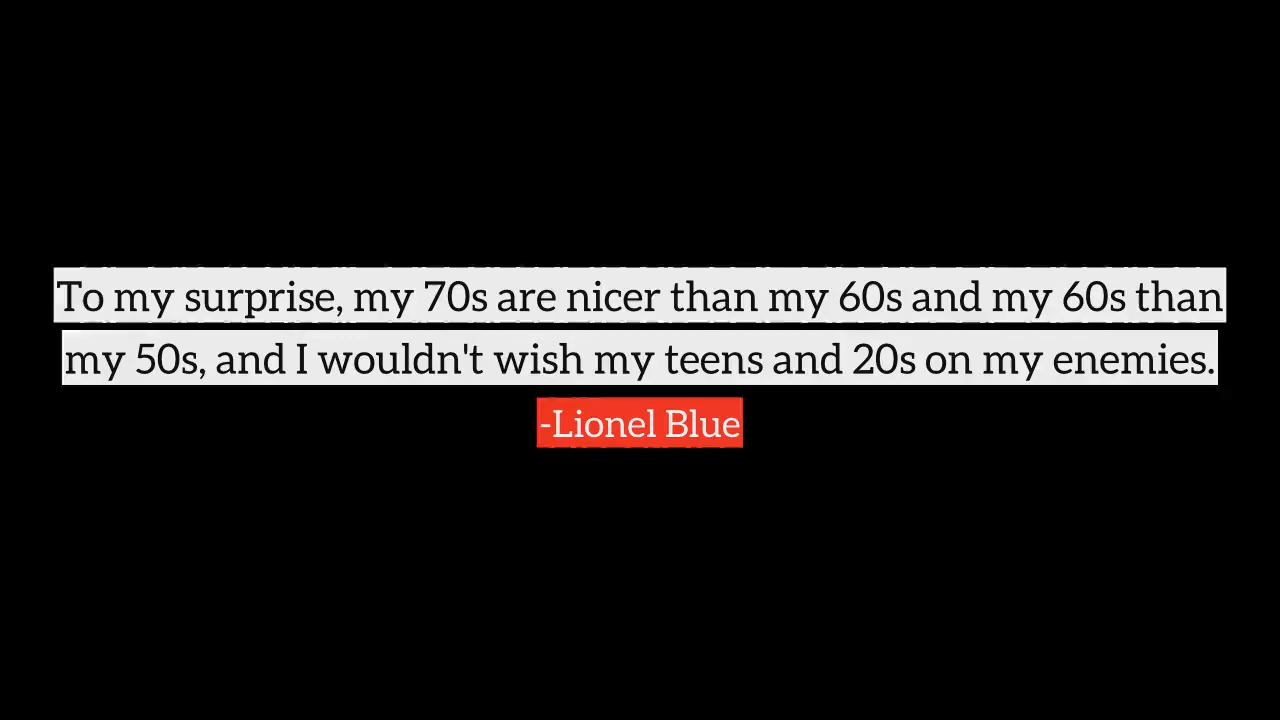 To my surprise, my 70s are nicer than my 60s and my 60s than
my 50s, and I wouldn't wish my teens and 20s on my enemies.
-Lionel Blue